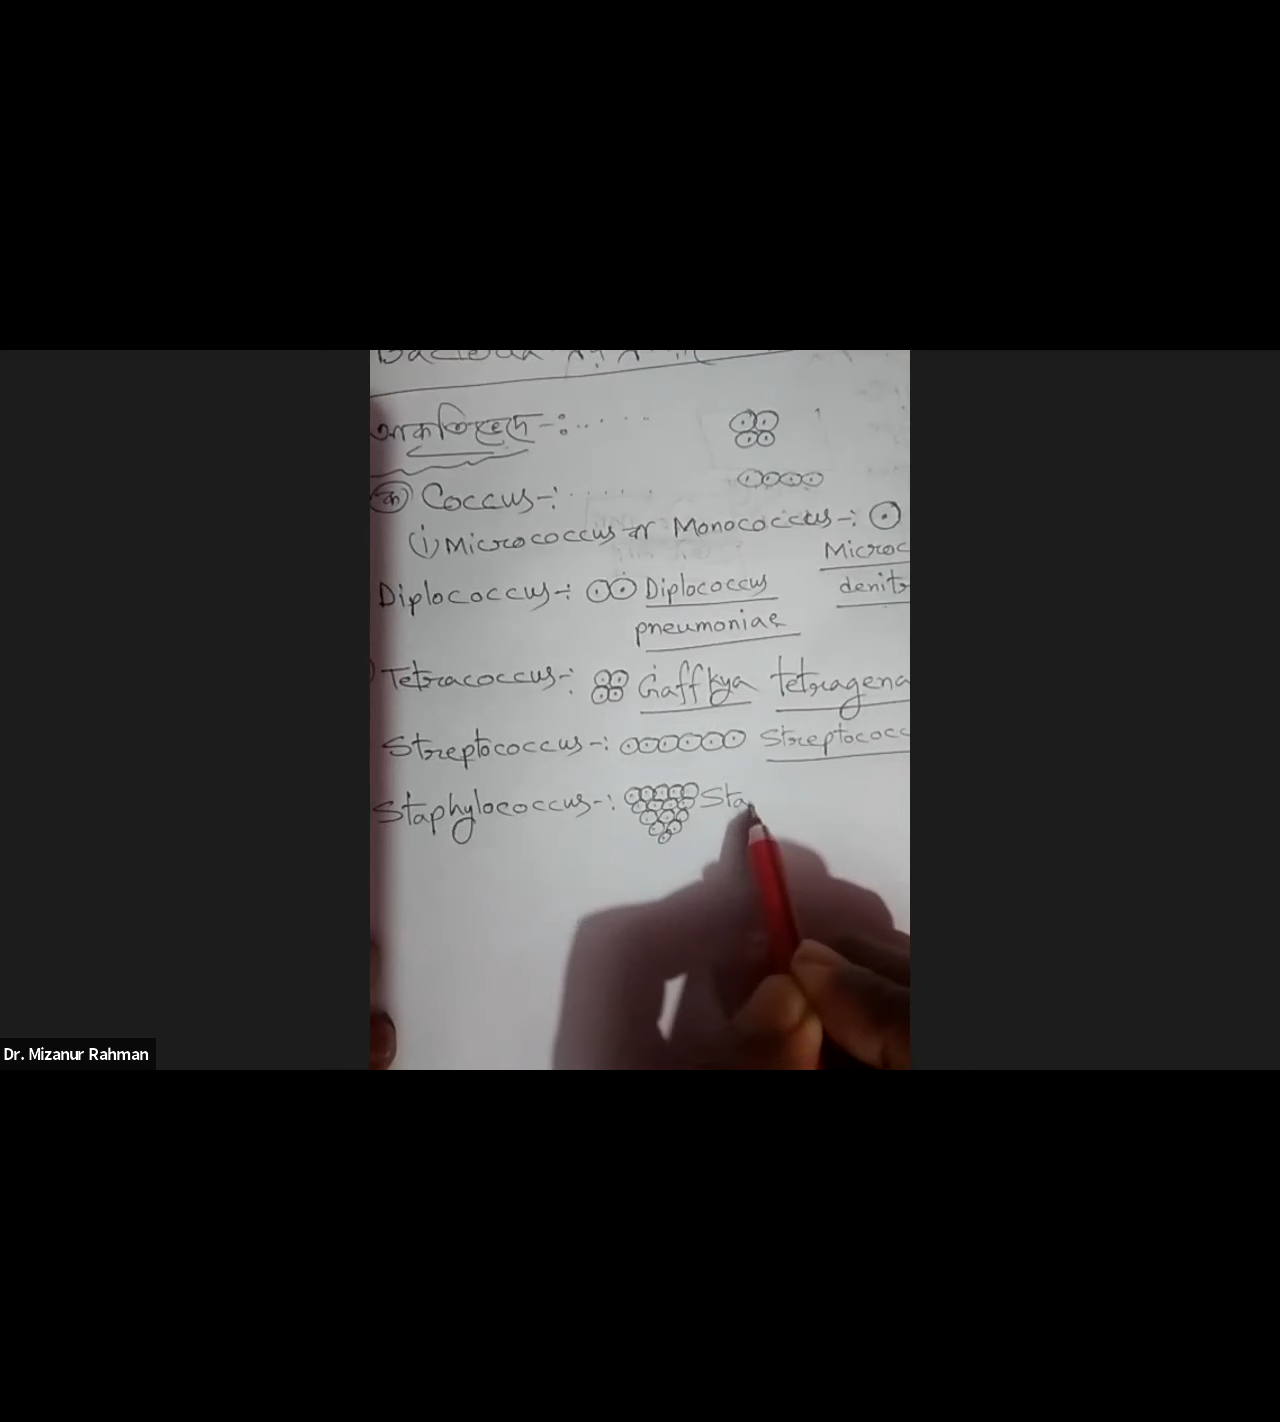 Bacteria
আকৃতিভেদে -: .....
ক Coccus -: .....
(i) Micrococcus বা Monococcus -:
Microc
denitr
Diplococcus -: Diplococcus
pneumoniae
Tetracoccus -: Gaffkya tetragena
Streptococcus -: Streptococc
Staphylococcus -: Sta
Dr. Mizanur Rahman